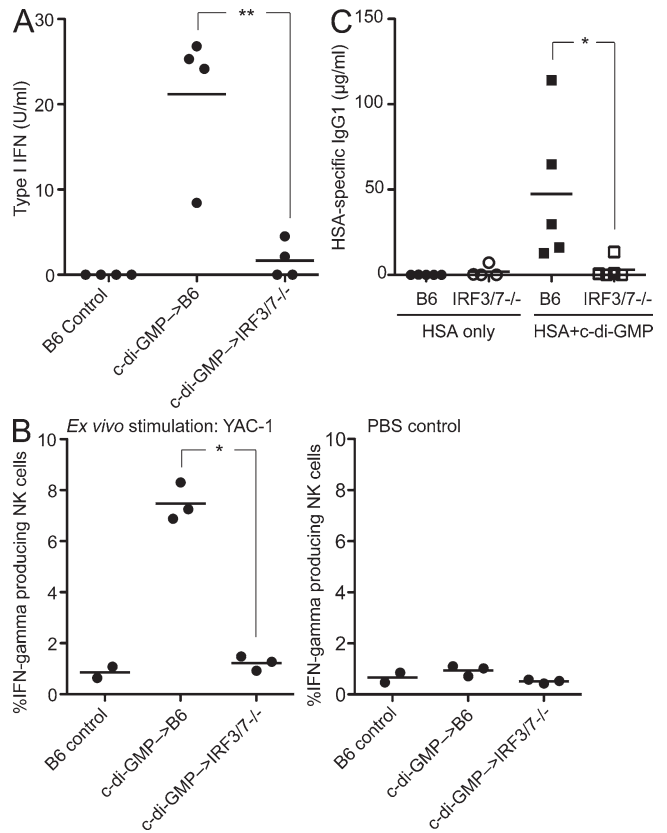 A
**
30
20
10
0
Type I IFN (U/ml)
B6 Control
c-di-GMP–>B6
c-di-GMP–>IRF3/7-/-
C
*
150
100
50
0
HSA-specific IgG1 (µg/ml)
B6 IRF3/7-/- B6 IRF3/7-/-
HSA only HSA+c-di-GMP
B
Ex vivo stimulation: YAC-1
*
10
8
6
4
2
0
%IFN-gamma producing NK cells
B6 control
c-di-GMP–>B6
c-di-GMP–>IRF3/7-/-
PBS control
10
8
6
4
2
0
%IFN-gamma producing NK cells
B6 control
c-di-GMP–>B6
c-di-GMP–>IRF3/7-/-